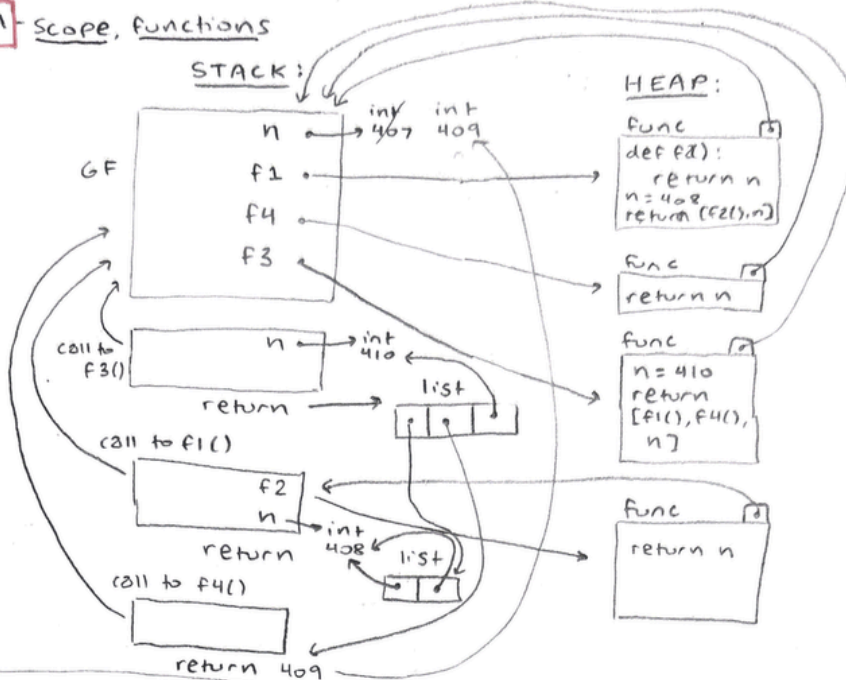 1 - Scope, functions
STACK:
GF
n
int
407
int
409
f1
f4
f3
call to
f3()
n
int
410
return
list
call to f1()
f2
n
int
408
return
list
call to f4()
return 409
HEAP:
func
def f2():
return n
n = 408
return [f2(),n]
func
return n
func
n = 410
return
[f1(), f4(),
n]
func
return n